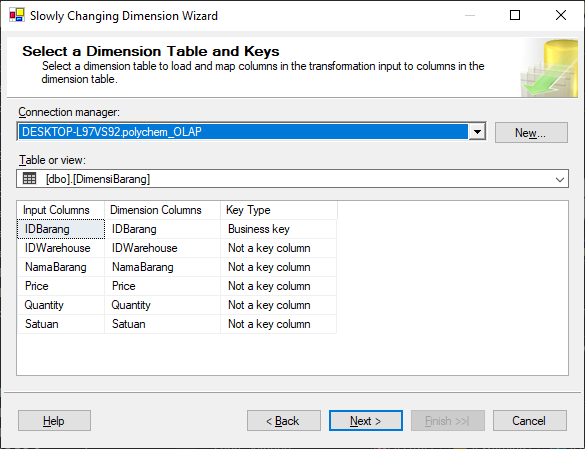 Slowly Changing Dimension Wizard
Select a Dimension Table and Keys
Select a dimension table to load and map columns in the transformation input to columns in the
dimension table.
Connection manager:
DESKTOP-L97VS92.polychem_OLAP
New...
Table or view:
[dbo].[DimensiBarang]
Input Columns Dimension Columns Key Type
IDBarang IDBarang Business key
IDWarehouse IDWarehouse Not a key column
NamaBarang NamaBarang Not a key column
Price Price Not a key column
Quantity Quantity Not a key column
Satuan Satuan Not a key column
Help < Back Next > Finish >>| Cancel